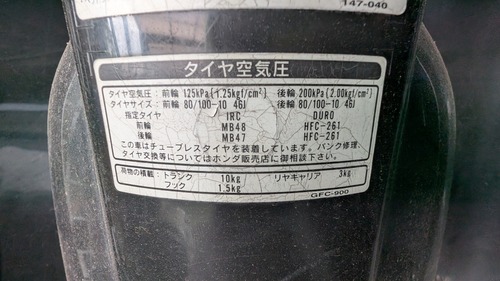 147-040
タイヤ空気圧
タイヤ空気圧: 前輪 125kPa{1.25kgf/cm²} 後輪 200kPa{2.00kgf/cm²}
タイヤサイズ: 前輪 80/100-10 46J 後輪 80/100-10 46J
指定タイヤ IRC DURO
前輪 MB48 HFC-261
後輪 MB47 HFC-261
この車はチューブレスタイヤを装着しています。パンク修理、
タイヤ交換等についてはホンダ販売店に御相談下さい。
荷物の積載: トランク 10kg リヤキャリア 3kg
フック 1.5kg
GFC-900